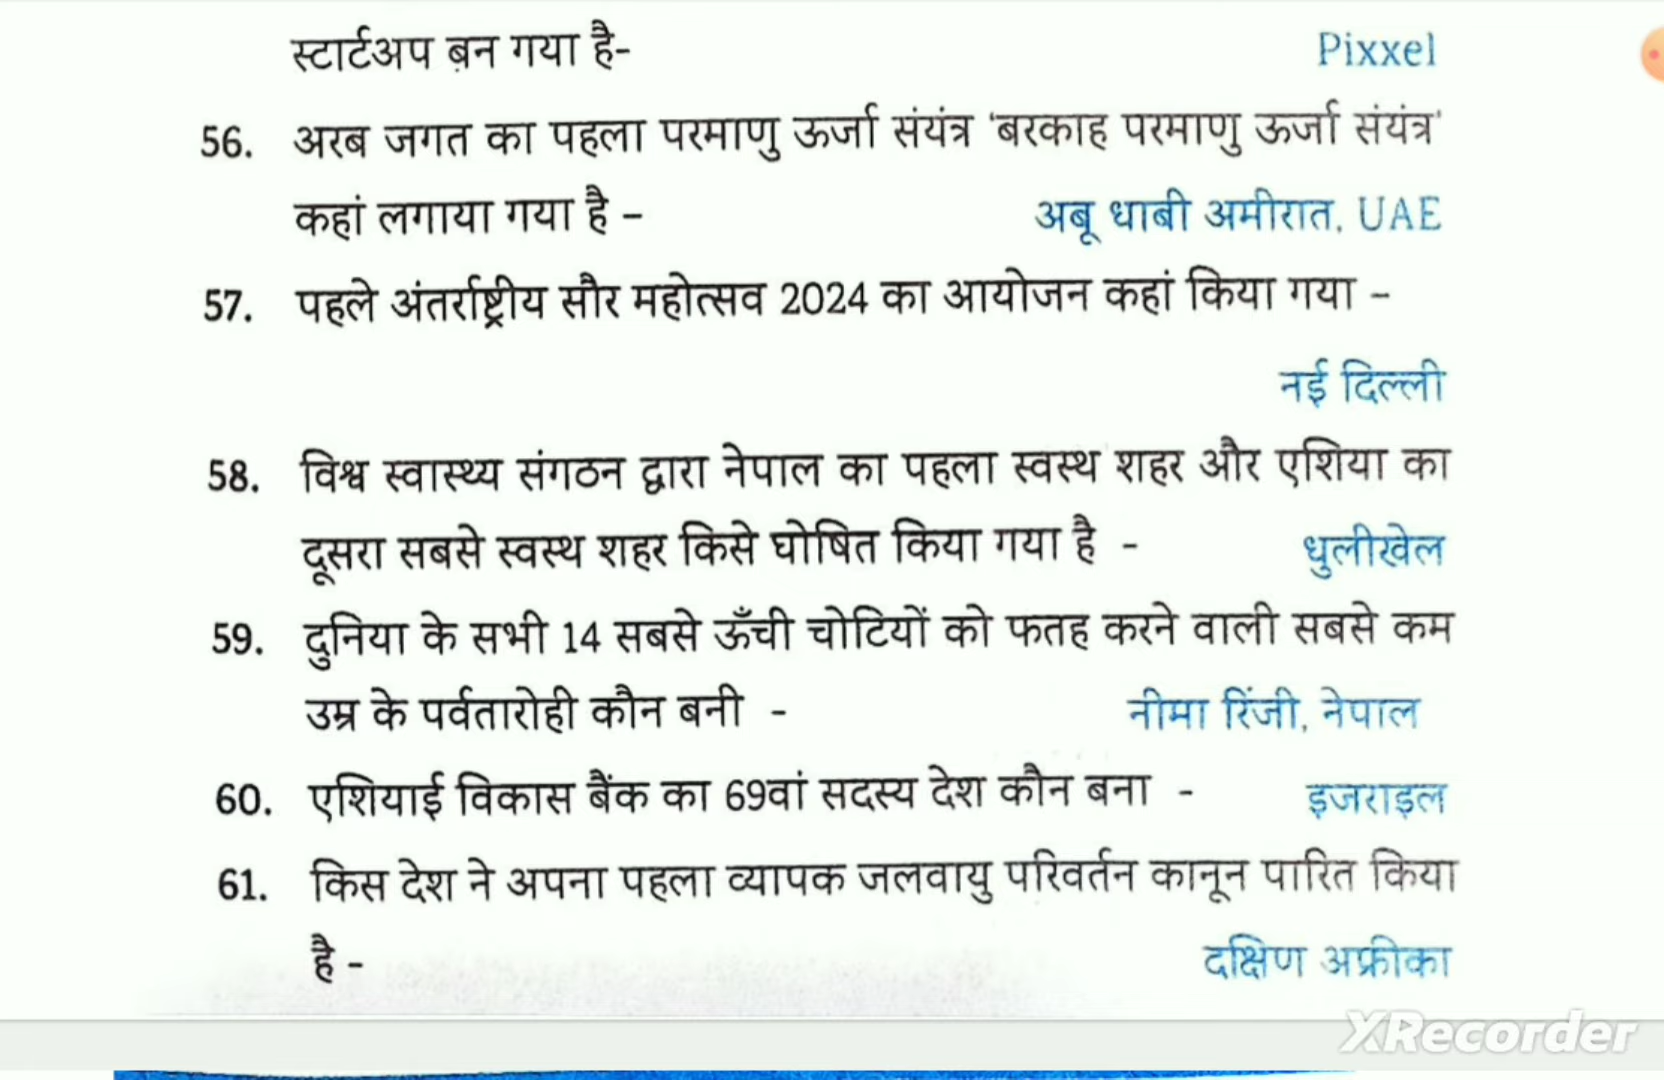 स्टार्टअप बन गया है- Pixxel
56. अरब जगत का पहला परमाणु ऊर्जा संयंत्र 'बरकाह परमाणु ऊर्जा संयंत्र'
कहां लगाया गया है – अबू धाबी अमीरात, UAE
57. पहले अंतर्राष्ट्रीय सौर महोत्सव 2024 का आयोजन कहां किया गया –
नई दिल्ली
58. विश्व स्वास्थ्य संगठन द्वारा नेपाल का पहला स्वस्थ शहर और एशिया का
दूसरा सबसे स्वस्थ शहर किसे घोषित किया गया है - धुलीखेल
59. दुनिया के सभी 14 सबसे ऊँची चोटियों को फतह करने वाली सबसे कम
उम्र के पर्वतारोही कौन बनी - नीमा रिंजी, नेपाल
60. एशियाई विकास बैंक का 69वां सदस्य देश कौन बना - इजराइल
61. किस देश ने अपना पहला व्यापक जलवायु परिवर्तन कानून पारित किया
है - दक्षिण अफ्रीका
XRecorder